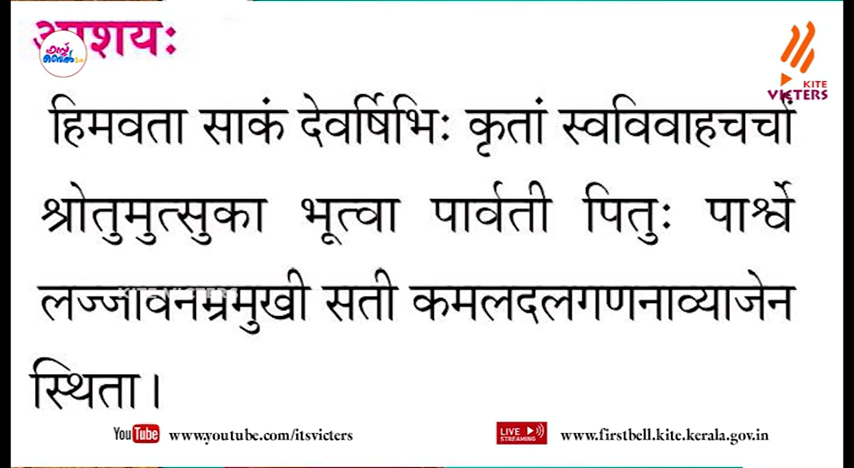 आशयः
KITE VICTERS
हिमवता साकं देवर्षिभिः कृतां स्वविवाहचर्चां
श्रोतुमुत्सुका भूत्वा पार्वती पितुः पार्श्वे
लज्जावनम्रमुखी सती कमलदलगणनाव्याजेन
स्थिता।
YouTube www.youtube.com/itsvicters
LIVE STREAMING www.firstbell.kite.kerala.gov.in